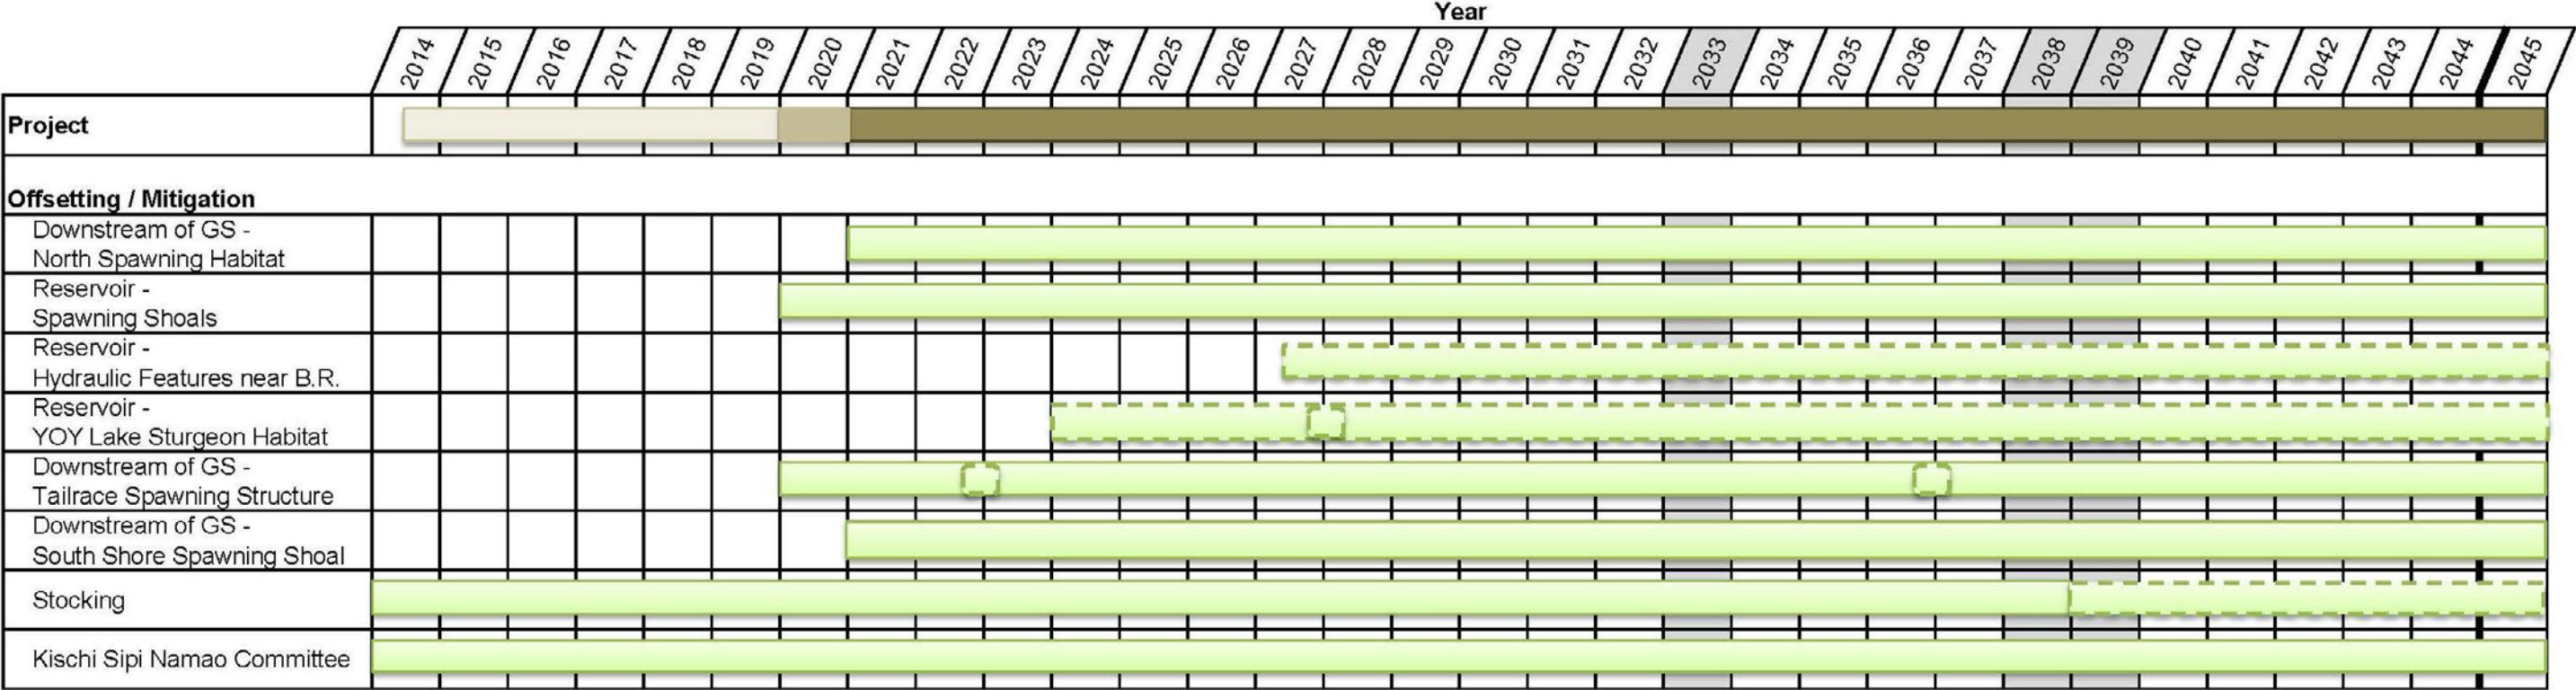 Year
2014 2015 2016 2017 2018 2019 2020 2021 2022 2023 2024 2025 2026 2027 2028 2029 2030 2031 2032 2033 2034 2035 2036 2037 2038 2039 2040 2041 2042 2043 2044 2045
Project
Offsetting / Mitigation
Downstream of GS -
North Spawning Habitat
Reservoir -
Spawning Shoals
Reservoir -
Hydraulic Features near B.R.
Reservoir -
YOY Lake Sturgeon Habitat
Downstream of GS -
Tailrace Spawning Structure
Downstream of GS -
South Shore Spawning Shoal
Stocking
Kischi Sipi Namao Committee